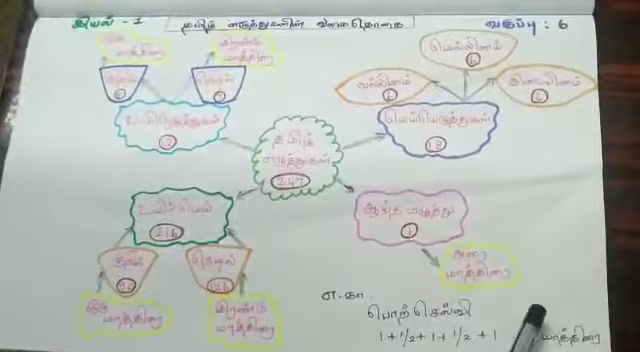 இயல் - 1
தமிழ் எழுத்துகளின் வகைதொகை
வகுப்பு : 6
ஒரு மாத்திரை
இரண்டு மாத்திரை
குறில்
5
நெடில்
7
உயிரெழுத்துகள்
12
மெல்லினம்
6
வல்லினம்
6
இடையினம்
6
மெய்யெழுத்துகள்
18
தமிழ்
எழுத்துகள்
247
உயிர்மெய்
216
குறில்
90
நெடில்
126
ஒரு
மாத்திரை
இரண்டு
மாத்திரை
ஆய்த எழுத்து
1
அரை
மாத்திரை
எ.கா
பொற் செல்வி
1 + 1/2 + 1 + 1/2 + 1
மாத்திரை